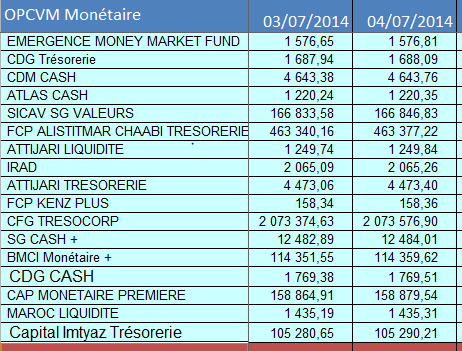 OPCVM Monétaire 03/07/2014 04/07/2014
EMERGENCE MONEY MARKET FUND 1 576,65 1 576,81
CDG Trésorerie 1 687,94 1 688,09
CDM CASH 4 643,38 4 643,76
ATLAS CASH 1 220,24 1 220,35
SICAV SG VALEURS 166 833,58 166 846,83
FCP ALISTITMAR CHAABI TRESORERIE 463 340,16 463 377,22
ATTIJARI LIQUIDITE 1 249,74 1 249,84
IRAD 2 065,09 2 065,26
ATTIJARI TRESORERIE 4 473,06 4 473,40
FCP KENZ PLUS 158,34 158,36
CFG TRESOCORP 2 073 374,63 2 073 576,90
SG CASH + 12 482,89 12 484,01
BMCI Monétaire + 114 351,55 114 359,62
CDG CASH 1 769,38 1 769,51
CAP MONETAIRE PREMIERE 158 864,91 158 879,54
MAROC LIQUIDITE 1 435,19 1 435,31
Capital Imtyaz Trésorerie 105 280,65 105 290,21